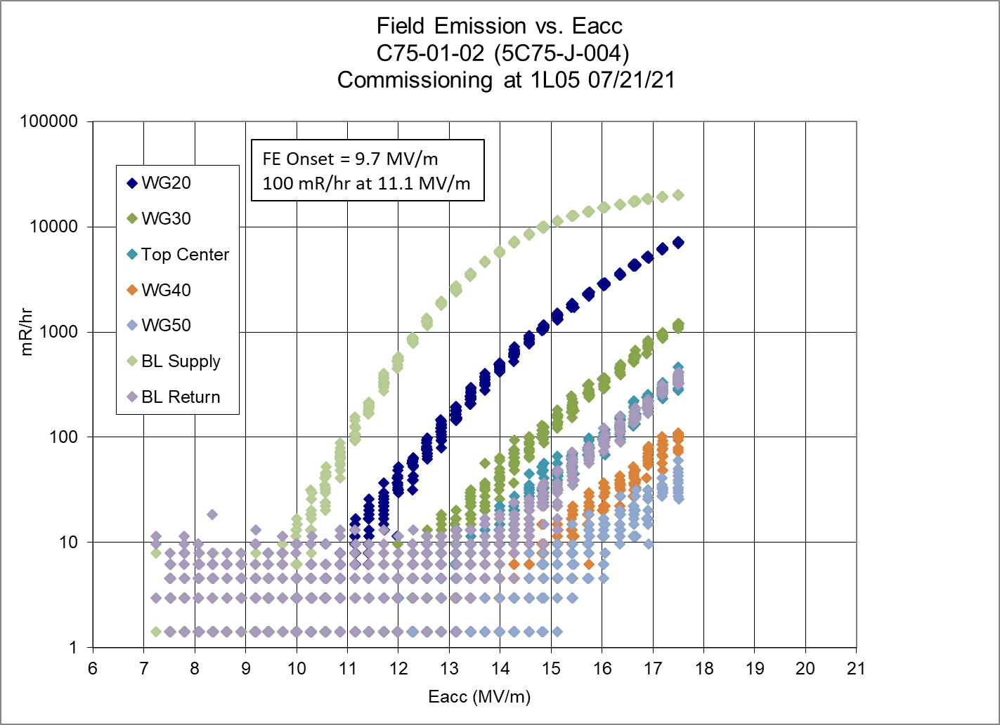 Field Emission vs. Eacc
C75-01-02 (5C75-J-004)
Commissioning at 1L05 07/21/21
100000
10000
1000
100
10
1
mR/hr
FE Onset = 9.7 MV/m
100 mR/hr at 11.1 MV/m
WG20
WG30
Top Center
WG40
WG50
BL Supply
BL Return
6 7 8 9 10 11 12 13 14 15 16 17 18 19 20 21
Eacc (MV/m)